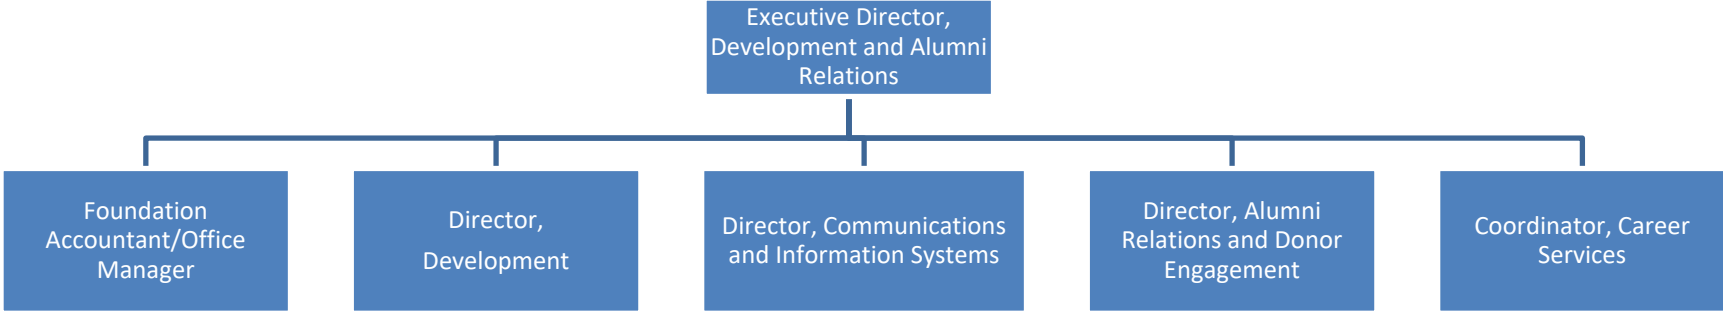 Executive Director,
Development and Alumni
Relations
Foundation
Accountant/Office
Manager
Director,
Development
Director, Communications
and Information Systems
Director, Alumni
Relations and Donor
Engagement
Coordinator, Career
Services